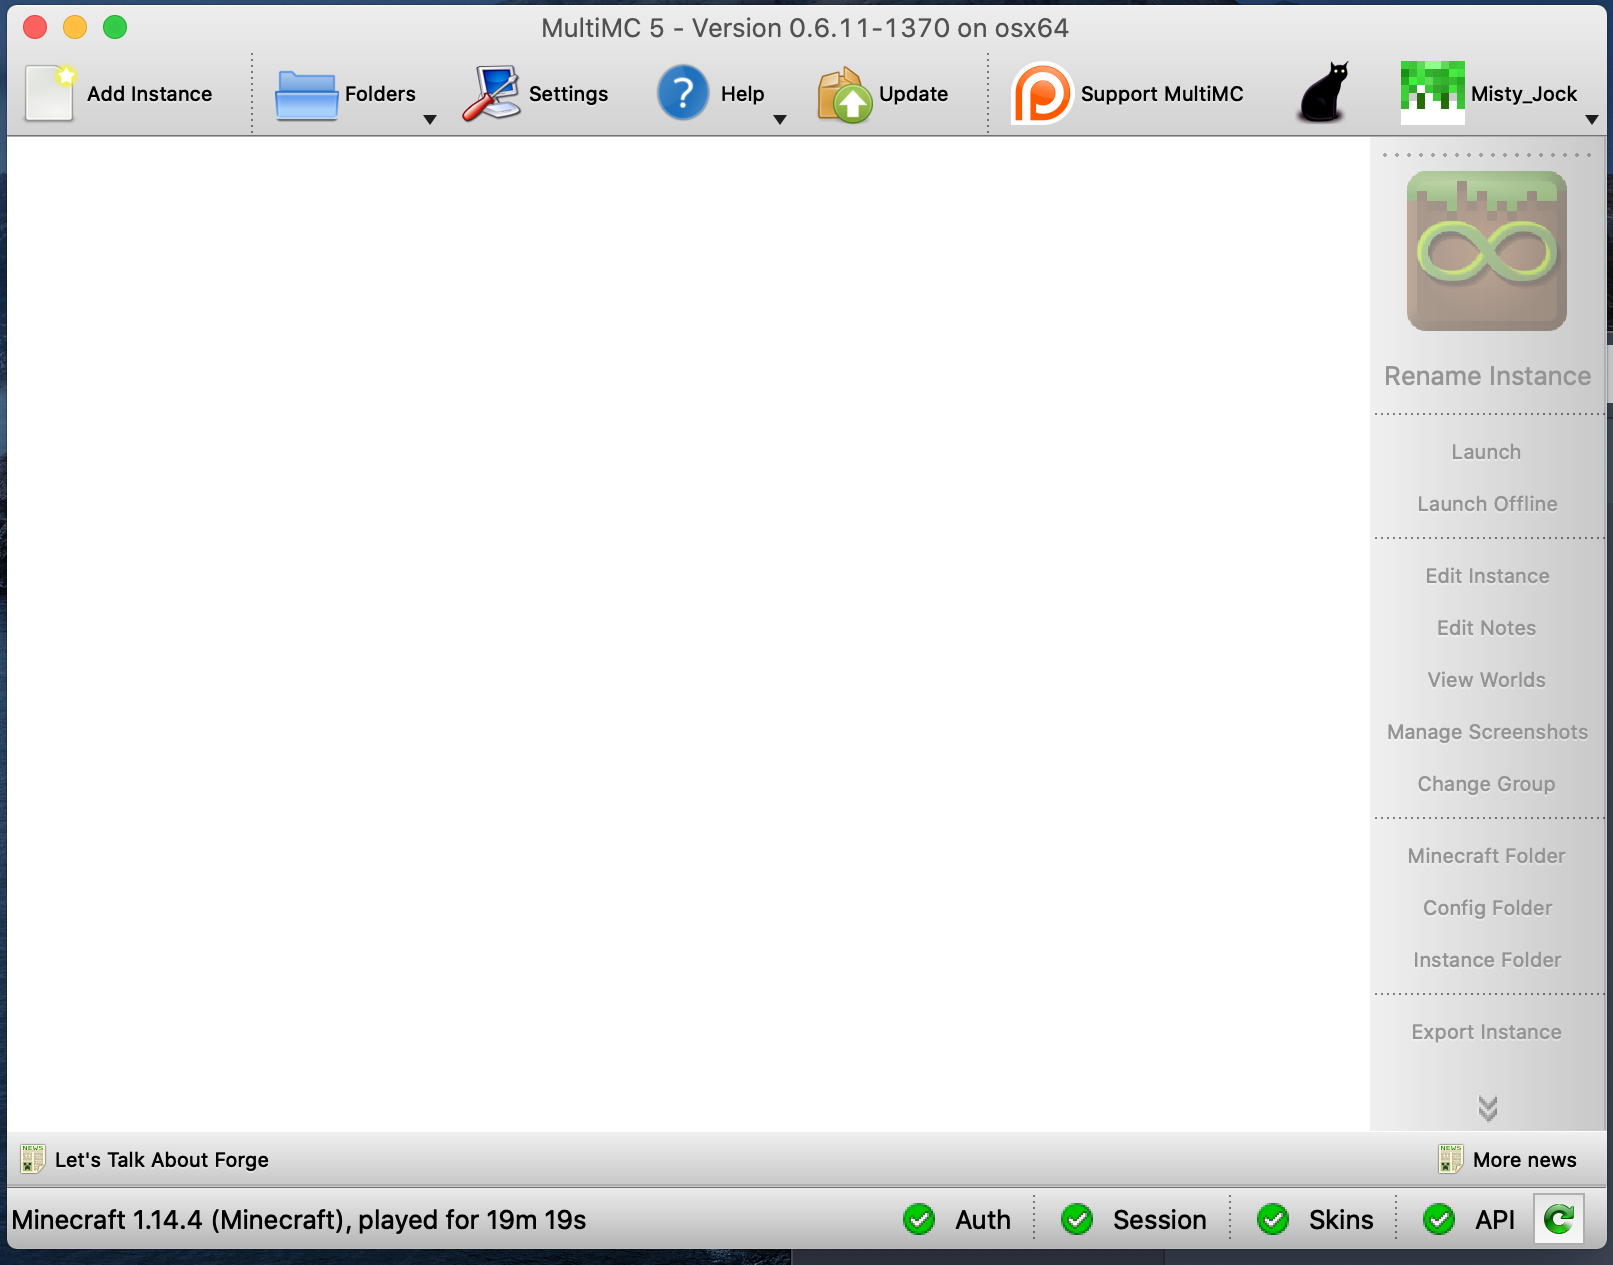 MultiMC 5 - Version 0.6.11-1370 on osx64
Add Instance
Folders
Settings
?
Help
Update
Support MultiMC
Misty_Jock
Rename Instance
Launch
Launch Offline
Edit Instance
Edit Notes
View Worlds
Manage Screenshots
Change Group
Minecraft Folder
Config Folder
Instance Folder
Export Instance
NEWS
Let's Talk About Forge
NEWS
More news
Minecraft 1.14.4 (Minecraft), played for 19m 19s
Auth
Session
Skins
API